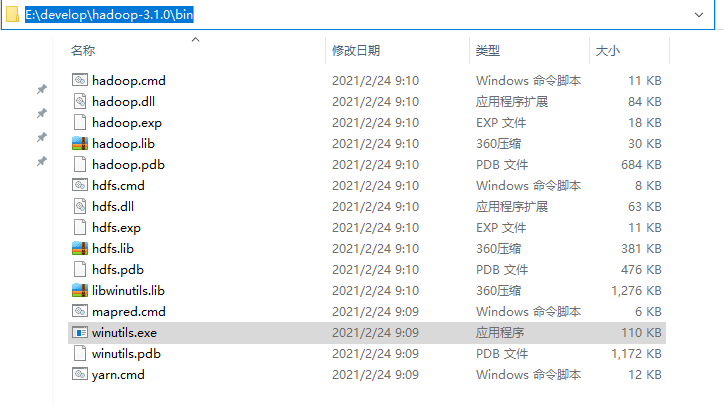 E:\develop\hadoop-3.1.0\bin
名称 修改日期 类型 大小
hadoop.cmd 2021/2/24 9:10 Windows 命令脚本 11 KB
hadoop.dll 2021/2/24 9:10 应用程序扩展 84 KB
hadoop.exp 2021/2/24 9:10 EXP 文件 18 KB
hadoop.lib 2021/2/24 9:10 360压缩 30 KB
hadoop.pdb 2021/2/24 9:10 PDB 文件 684 KB
hdfs.cmd 2021/2/24 9:10 Windows 命令脚本 8 KB
hdfs.dll 2021/2/24 9:10 应用程序扩展 63 KB
hdfs.exp 2021/2/24 9:10 EXP 文件 11 KB
hdfs.lib 2021/2/24 9:10 360压缩 381 KB
hdfs.pdb 2021/2/24 9:10 PDB 文件 476 KB
libwinutils.lib 2021/2/24 9:10 360压缩 1,276 KB
mapred.cmd 2021/2/24 9:09 Windows 命令脚本 6 KB
winutils.exe 2021/2/24 9:09 应用程序 110 KB
winutils.pdb 2021/2/24 9:09 PDB 文件 1,172 KB
yarn.cmd 2021/2/24 9:09 Windows 命令脚本 12 KB